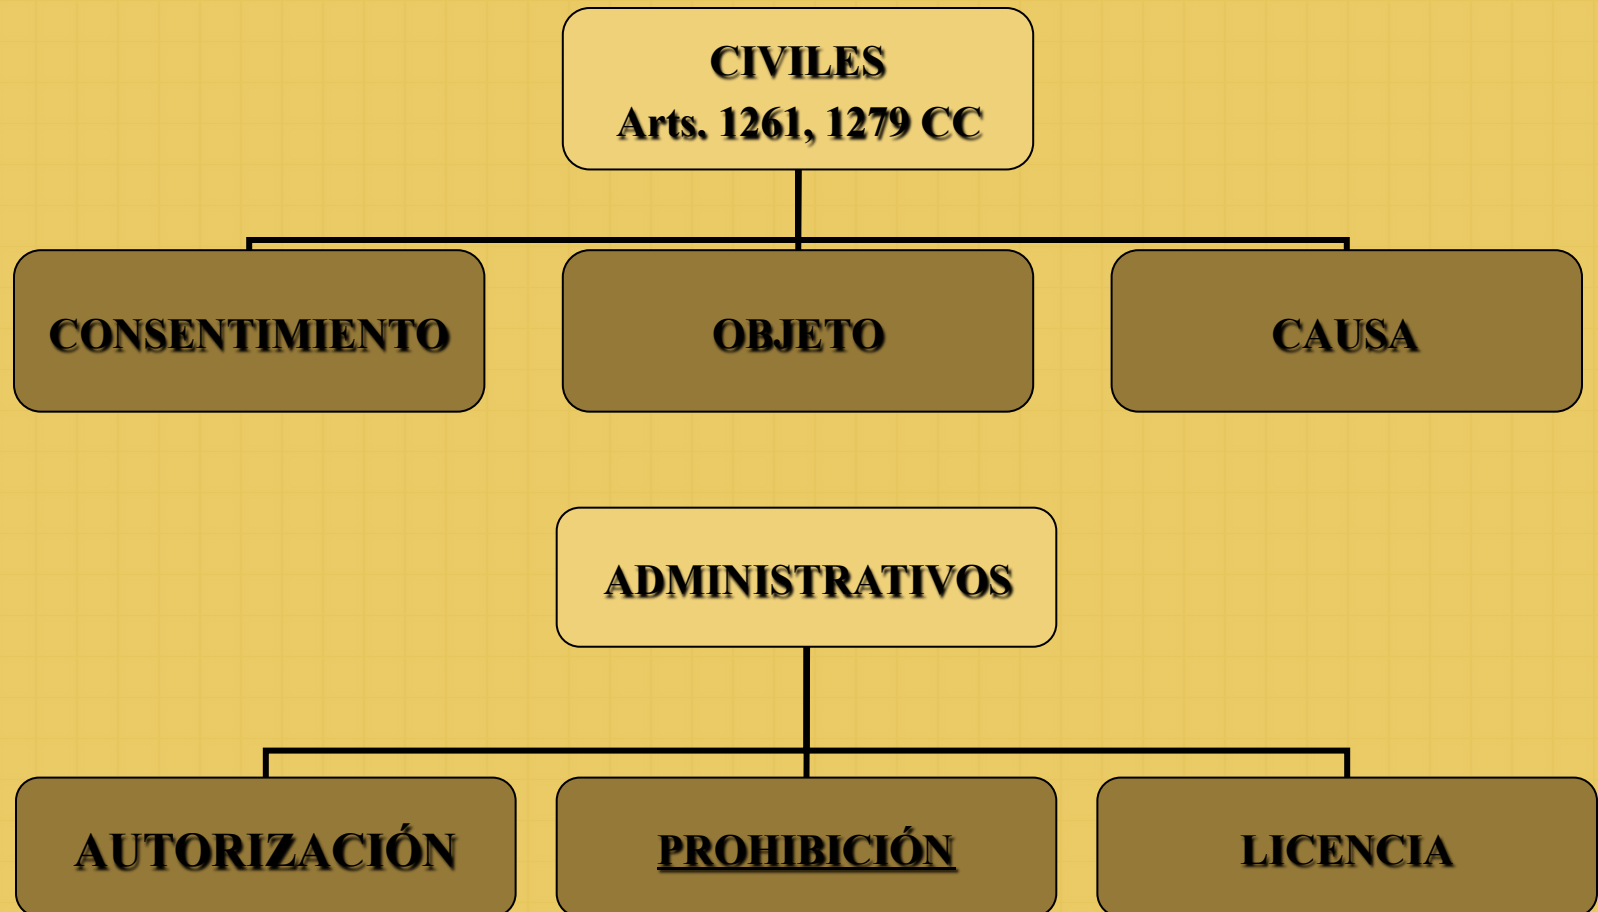 CIVILES
Arts. 1261, 1279 CC
CONSENTIMIENTO
OBJETO
CAUSA
ADMINISTRATIVOS
AUTORIZACIÓN
PROHIBICIÓN
LICENCIA